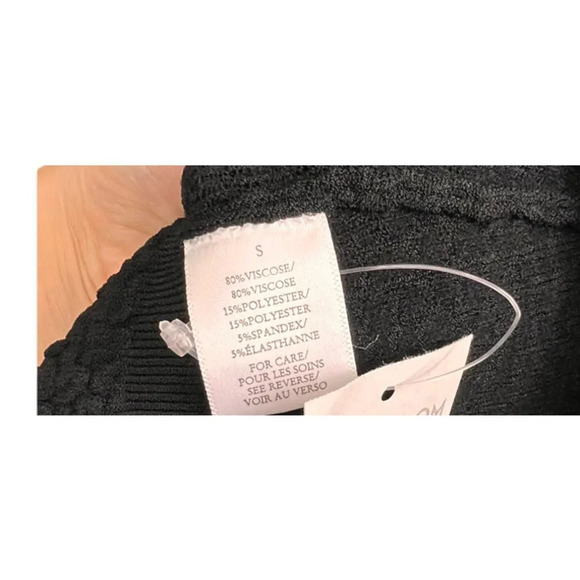 S
80%VISCOSE/
80%VISCOSE
15%POLYESTER/
15%POLYESTER
5%SPANDEX/
5%ÉLASTHANNE
FOR CARE/
POUR LES SOINS
SEE REVERSE/
VOIR AU VERSO
OM